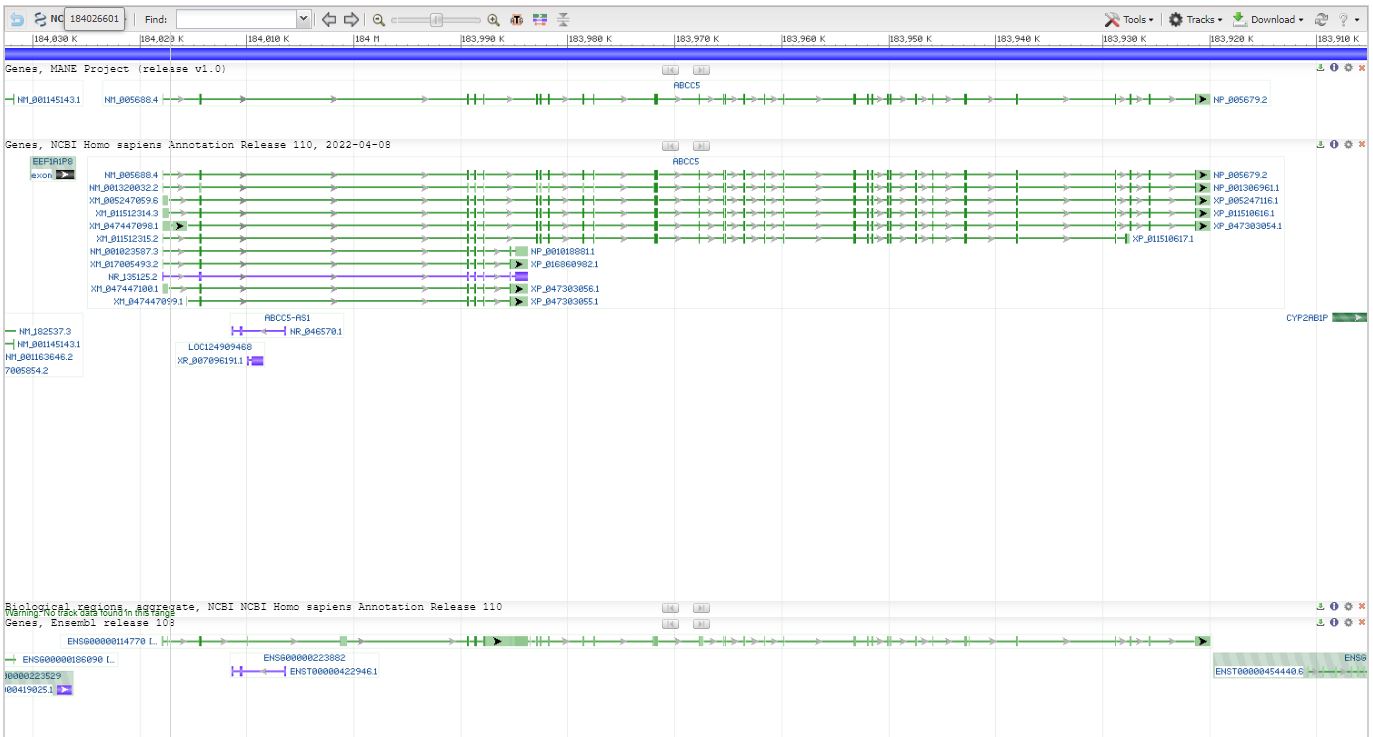 NC 184026601 Find: Tools Tracks Download ?
184,030 K 184,020 K 184,010 K 184 M 183,990 K 183,980 K 183,970 K 183,960 K 183,950 K 183,940 K 183,930 K 183,920 K 183,910 K
Genes, MANE Project (release v1.0)
ABCC5
NM_001145143.1 NM_005688.4 NP_005679.2
Genes, NCBI Homo sapiens Annotation Release 110, 2022-04-08
EEF1A1P8 ABCC5
exon NM_005688.4 NP_005679.2
NM_001320032.2 NP_001306961.1
XM_005247059.6 XP_005247116.1
XM_011512314.3 XP_011510616.1
XM_047447098.1 XP_047303054.1
XM_011512315.2 XP_011510617.1
NM_001023587.3 NP_001018881.1
XM_017005493.2 XP_016860982.1
NR_135125.2
XM_047447100.1 XP_047303056.1
XM_047447099.1 XP_047303055.1
ABCC5-AS1 CYP2AB1P
NM_182537.3 NR_046570.1
NM_001145143.1 LOC124909468
NM_001163646.2 XR_007096191.1
7005854.2
Biological regions, aggregate, NCBI NCBI Homo sapiens Annotation Release 110
Warning: No track data found in this range
Genes, Ensembl release 108
ENSG00000114770 [..
ENSG00000186090 [.. ENSG00000223882 ENSG
00000223529 ENST00000422946.1 ENST00000454440.6
000419025.1